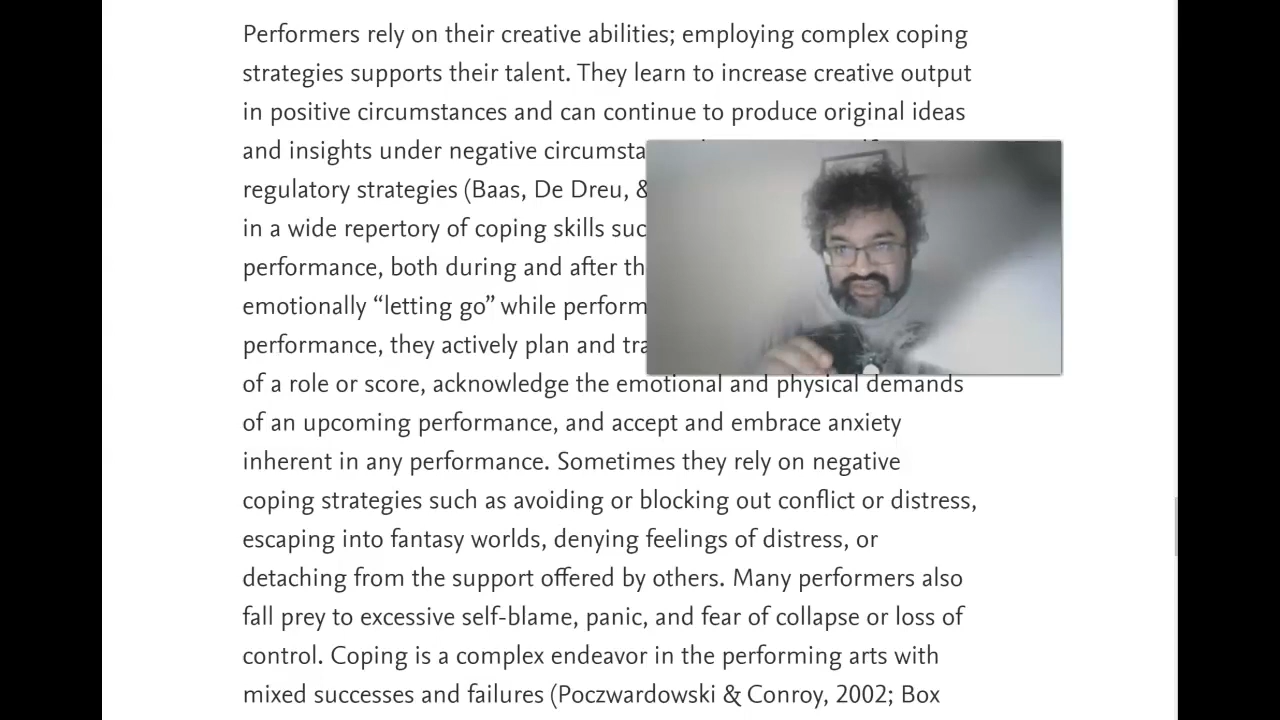 Performers rely on their creative abilities; employing complex coping
strategies supports their talent. They learn to increase creative output
in positive circumstances and can continue to produce original ideas
and insights under negative
regulatory strategies (Baas, De Dreu, &
in a wide repertory of coping skills
performance, both during and after
emotionally “letting go” while
performance, they actively plan and
of a role or score, acknowledge the emotional and physical demands
of an upcoming performance, and accept and embrace anxiety
inherent in any performance. Sometimes they rely on negative
coping strategies such as avoiding or blocking out conflict or distress,
escaping into fantasy worlds, denying feelings of distress, or
detaching from the support offered by others. Many performers also
fall prey to excessive self-blame, panic, and fear of collapse or loss of
control. Coping is a complex endeavor in the performing arts with
mixed successes and failures (Poczwardowski & Conroy, 2002; Box